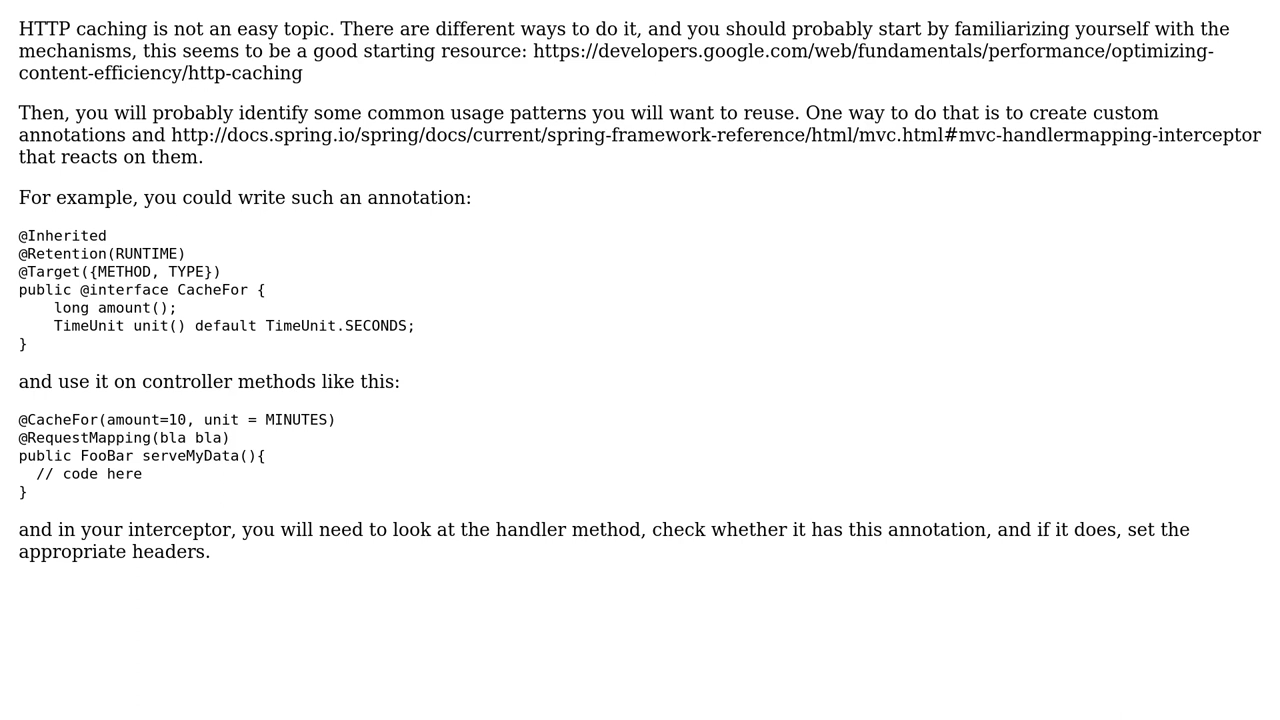 HTTP caching is not an easy topic. There are different ways to do it, and you should probably start by familiarizing yourself with the
mechanisms, this seems to be a good starting resource: https://developers.google.com/web/fundamentals/performance/optimizing-
content-efficiency/http-caching
Then, you will probably identify some common usage patterns you will want to reuse. One way to do that is to create custom
annotations and http://docs.spring.io/spring/docs/current/spring-framework-reference/html/mvc.html#mvc-handlermapping-interceptor
that reacts on them.
For example, you could write such an annotation:
@Inherited
@Retention(RUNTIME)
@Target({METHOD, TYPE})
public @interface CacheFor {
    long amount();
    TimeUnit unit() default TimeUnit.SECONDS;
}
and use it on controller methods like this:
@CacheFor(amount=10, unit = MINUTES)
@RequestMapping(bla bla)
public FooBar serveMyData(){
  // code here
}
and in your interceptor, you will need to look at the handler method, check whether it has this annotation, and if it does, set the
appropriate headers.